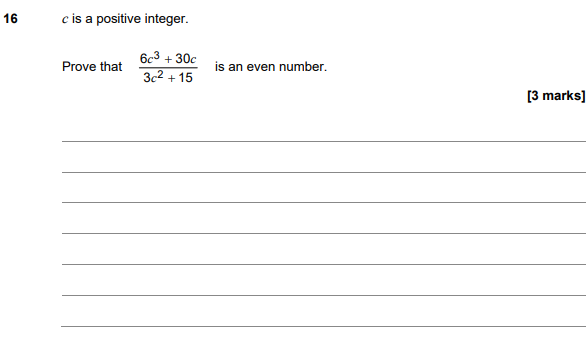 16 c is a positive integer.
Prove that (6c³ + 30c)/(3c² + 15) is an even number.
[3 marks]